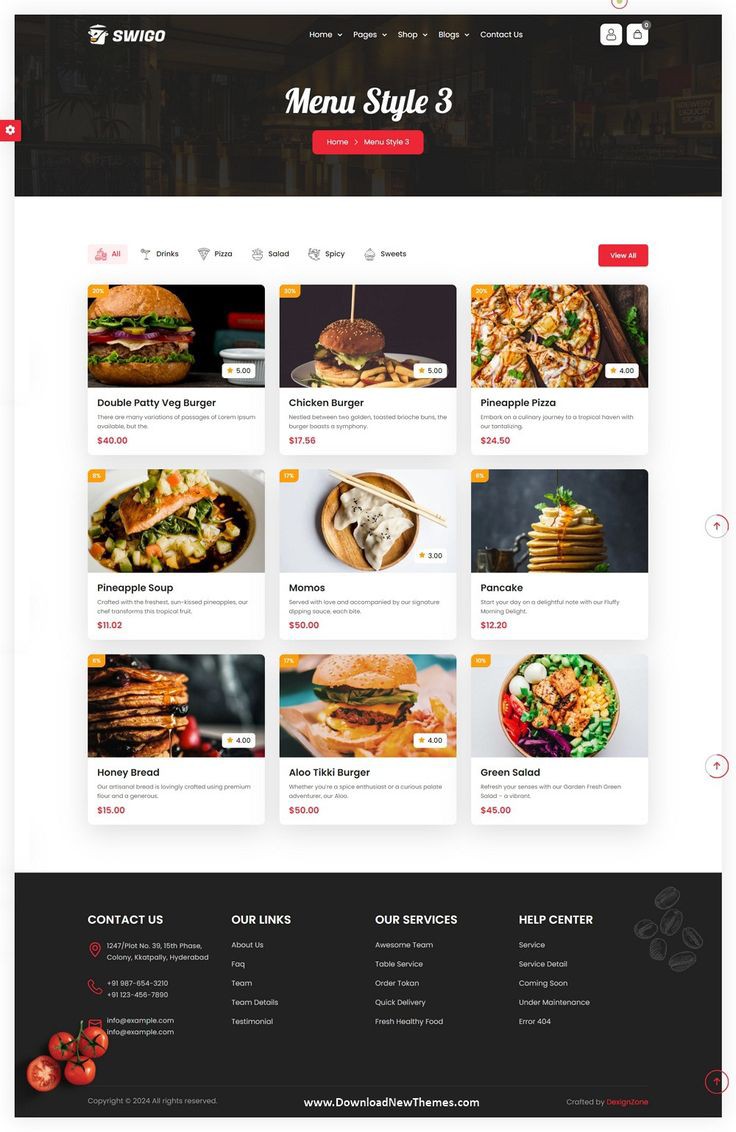 SWIGO
Home Pages Shop Blogs Contact Us
0
Menu Style 3
Home > Menu Style 3
All Drinks Pizza Salad Spicy Sweets
View All
20%
5.00
Double Patty Veg Burger
There are many variations of passages of Lorem Ipsum
available, but the.
$40.00
30%
5.00
Chicken Burger
Nestled between two golden, toasted brioche buns, the
burger boasts a symphony.
$17.56
20%
4.00
Pineapple Pizza
Embark on a culinary journey to a tropical haven with
our tantalizing.
$24.50
8%
Pineapple Soup
Crafted with the freshest, sun-kissed pineapples, our
chef transforms this tropical fruit.
$11.02
17%
3.00
Momos
Served with love and accompanied by our signature
dipping sauce, each bite.
$50.00
Pancake
Start your day on a delightful note with our Fluffy
Morning Delight.
$12.20
6%
4.00
Honey Bread
Our artisanal bread is lovingly crafted using premium
flour and a generous.
$15.00
17%
4.00
Aloo Tikki Burger
Whether you're a spice enthusiast or a curious palate
adventurer, our Aloo.
$50.00
10%
Green Salad
Refresh your senses with our Garden Fresh Green
Salad – a vibrant.
$45.00
CONTACT US
1247/Plot No. 39, 15th Phase,
Colony, Kkatpally, Hyderabad
+91 987-654-3210
+91 123-456-7890
info@example.com
info@example.com
OUR LINKS
About Us
Faq
Team
Team Details
Testimonial
OUR SERVICES
Awesome Team
Table Service
Order Tokan
Quick Delivery
Fresh Healthy Food
HELP CENTER
Service
Service Detail
Coming Soon
Under Maintenance
Error 404
Copyright © 2024 All rights reserved.
www.DownloadNewThemes.com
Crafted by DexignZone